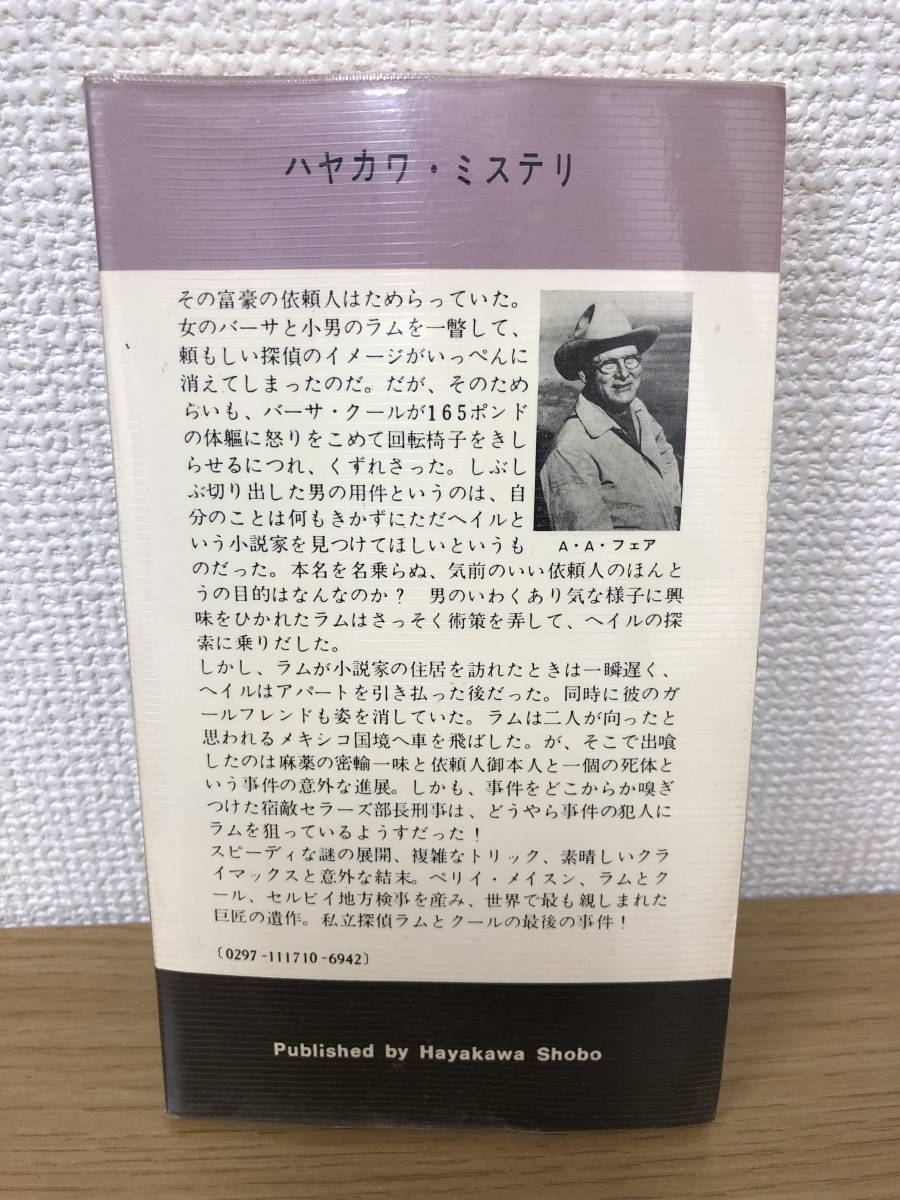 ハヤカワ・ミステリ
その富豪の依頼人はためらっていた。
女のバーサと小男のラムを一瞥して、
頼もしい探偵のイメージがいっぺんに
消えてしまったのだ。だが、そのため
らいも、バーサ・クールが165ポンド
の体軀に怒りをこめて回転椅子をきし
らせるにつれ、くずれさった。しぶし
ぶ切り出した男の用件というのは、自
分のことは何もきかずにただヘイルと
いう小説家を見つけてほしいというも
のだった。本名を名乗らぬ、気前のいい依頼人のほんと
うの目的はなんなのか？　男のいわくあり気な様子に興
味をひかれたラムはさっそく術策を弄して、ヘイルの探
索に乗りだした。
しかし、ラムが小説家の住居を訪れたときは一瞬遅く、
ヘイルはアパートを引き払った後だった。同時に彼のガ
ールフレンドも姿を消していた。ラムは二人が向ったと
思われるメキシコ国境へ車を飛ばした。が、そこで出喰
したのは麻薬の密輸一味と依頼人御本人と一個の死体と
いう事件の意外な進展。しかも、事件をどこからか嗅ぎ
つけた宿敵セラーズ部長刑事は、どうやら事件の犯人に
ラムを狙っているようすだった！
スピーディな謎の展開、複雑なトリック、素晴しいクラ
イマックスと意外な結末。ペリイ・メイスン、ラムとク
ール、セルビイ地方検事を産み、世界で最も親しまれた
巨匠の遺作。私立探偵ラムとクールの最後の事件！
A・A・フェア
〔0297-111710-6942〕
Published by Hayakawa Shobo